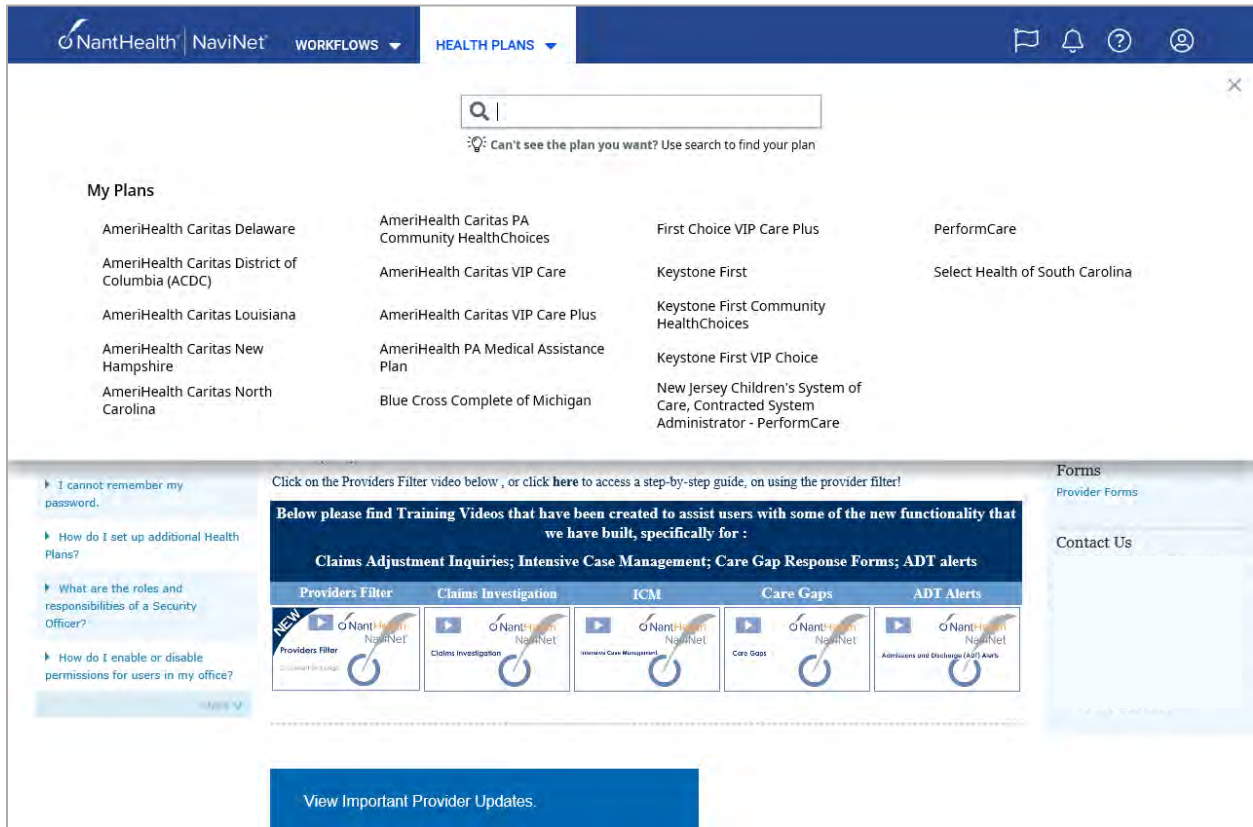 NantHealth® | NaviNet® WORKFLOWS HEALTH PLANS
Can't see the plan you want? Use search to find your plan
My Plans
AmeriHealth Caritas Delaware
AmeriHealth Caritas District of
Columbia (ACDC)
AmeriHealth Caritas Louisiana
AmeriHealth Caritas New
Hampshire
AmeriHealth Caritas North
Carolina
AmeriHealth Caritas PA
Community HealthChoices
AmeriHealth Caritas VIP Care
AmeriHealth Caritas VIP Care Plus
AmeriHealth PA Medical Assistance
Plan
Blue Cross Complete of Michigan
First Choice VIP Care Plus
Keystone First
Keystone First Community
HealthChoices
Keystone First VIP Choice
New Jersey Children's System of
Care, Contracted System
Administrator - PerformCare
PerformCare
Select Health of South Carolina
I cannot remember my
password.
How do I set up additional Health
Plans?
What are the roles and
responsibilities of a Security
Officer?
How do I enable or disable
permissions for users in my office?
Click on the Providers Filter video below , or click here to access a step-by-step guide, on using the provider filter!
Below please find Training Videos that have been created to assist users with some of the new functionality that
we have built, specifically for :
Claims Adjustment Inquiries; Intensive Case Management; Care Gap Response Forms; ADT alerts
Providers Filter Claims Investigation ICM Care Gaps ADT Alerts
NEW
NantHealth
NaviNet
Providers Filter
NantHealth
NaviNet
Claims Investigation
NantHealth
NaviNet
Intensive Case Management
NantHealth
NaviNet
Care Gaps
NantHealth
NaviNet
Admissions and Discharge (ADT) Alerts
View Important Provider Updates.
Forms
Provider Forms
Contact Us